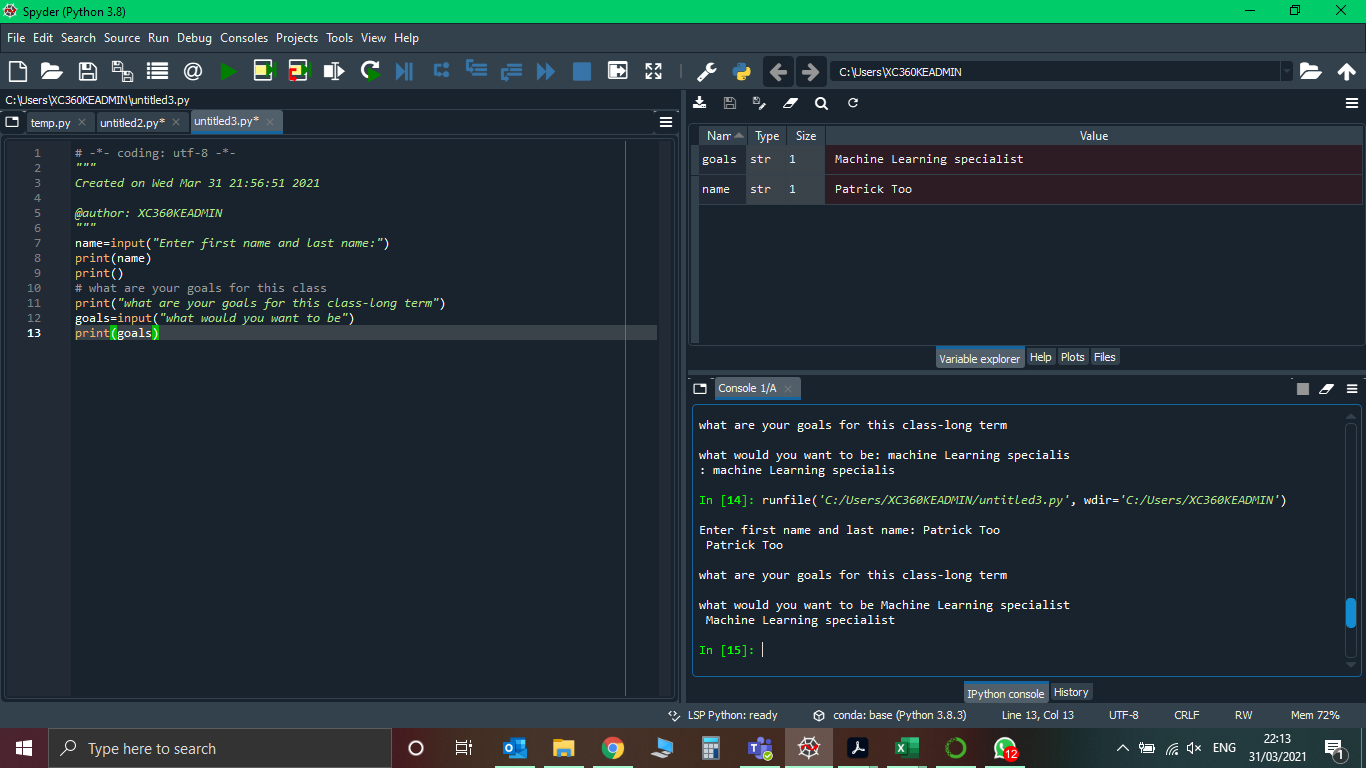 Spyder (Python 3.8)
File Edit Search Source Run Debug Consoles Projects Tools View Help
C:\Users\XC360KEADMIN
C:\Users\XC360KEADMIN\untitled3.py
temp.py untitled2.py* untitled3.py*
1 # -*- coding: utf-8 -*-
2 """
3 Created on Wed Mar 31 21:56:51 2021
4
5 @author: XC360KEADMIN
6 """
7 name=input("Enter first name and last name:")
8 print(name)
9 print()
10 # what are your goals for this class
11 print("what are your goals for this class-long term")
12 goals=input("what would you want to be")
13 print(goals)
Nar Type Size Value
goals str 1 Machine Learning specialist
name str 1 Patrick Too
Variable explorer Help Plots Files
Console 1/A
what are your goals for this class-long term
what would you want to be: machine Learning specialis
: machine Learning specialis
In [14]: runfile('C:/Users/XC360KEADMIN/untitled3.py', wdir='C:/Users/XC360KEADMIN')
Enter first name and last name: Patrick Too
Patrick Too
what are your goals for this class-long term
what would you want to be Machine Learning specialist
Machine Learning specialist
In [15]:
IPython console History
LSP Python: ready conda: base (Python 3.8.3) Line 13, Col 13 UTF-8 CRLF RW Mem 72%
Type here to search
12
ENG
22:13
31/03/2021
1